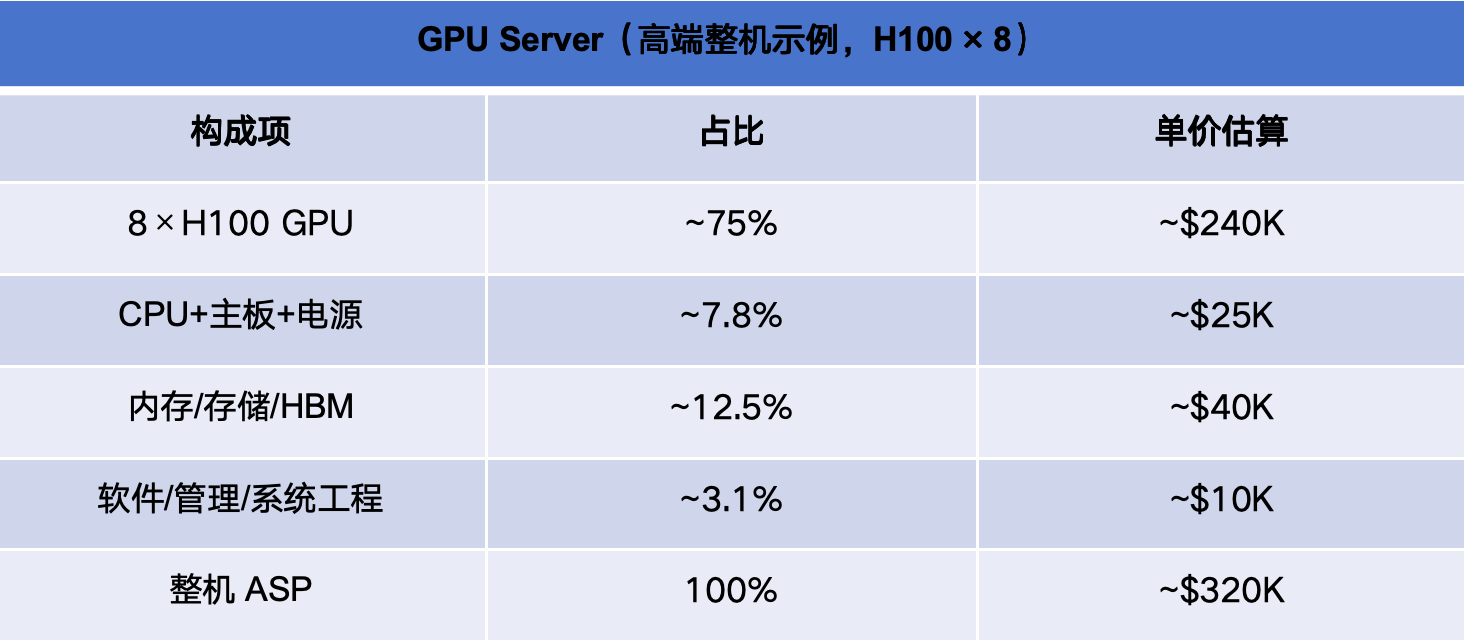 GPU Server（高端整机示例，H100 × 8）
构成项 占比 单价估算
8×H100 GPU ~75% ~$240K
CPU+主板+电源 ~7.8% ~$25K
内存/存储/HBM ~12.5% ~$40K
软件/管理/系统工程 ~3.1% ~$10K
整机 ASP 100% ~$320K